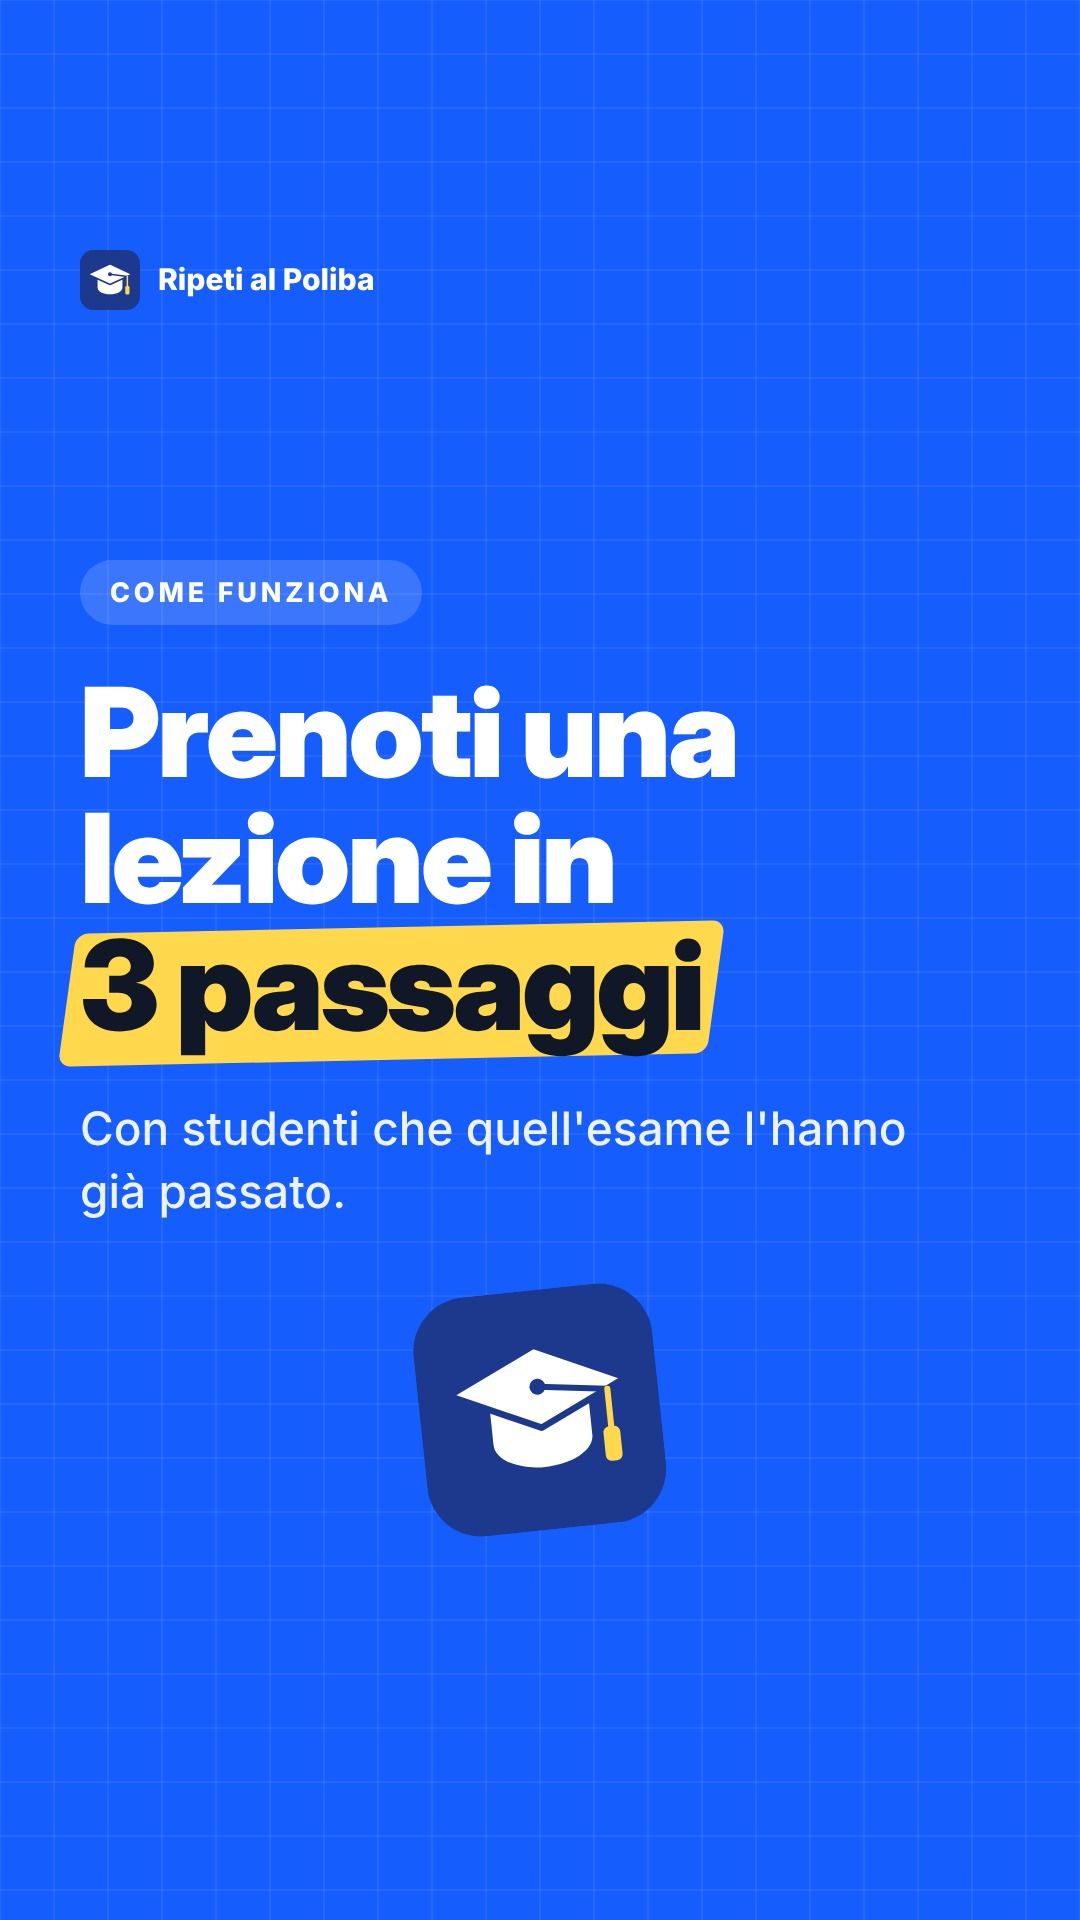 Ripeti al Poliba
COME FUNZIONA
Prenoti una
lezione in
3 passaggi
Con studenti che quell'esame l'hanno
già passato.